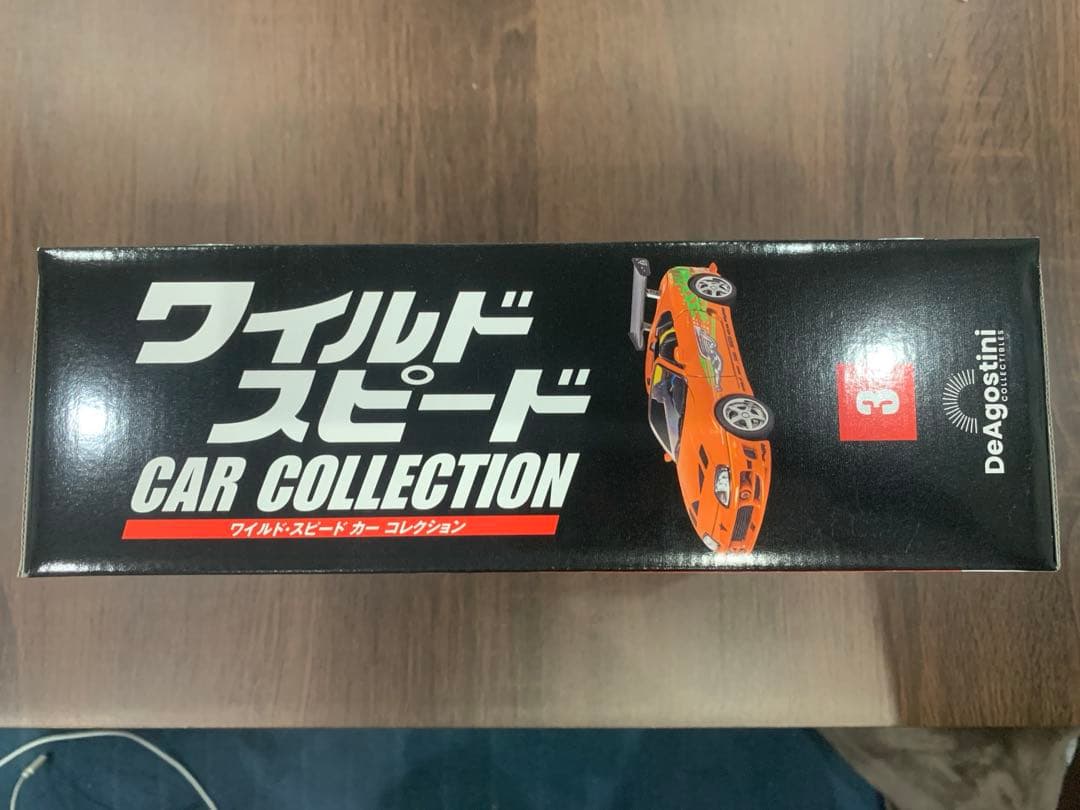 ワイルド
スピード
CAR COLLECTION
ワイルド・スピード カー コレクション
3
DeAgostini
COLLECTIBLES